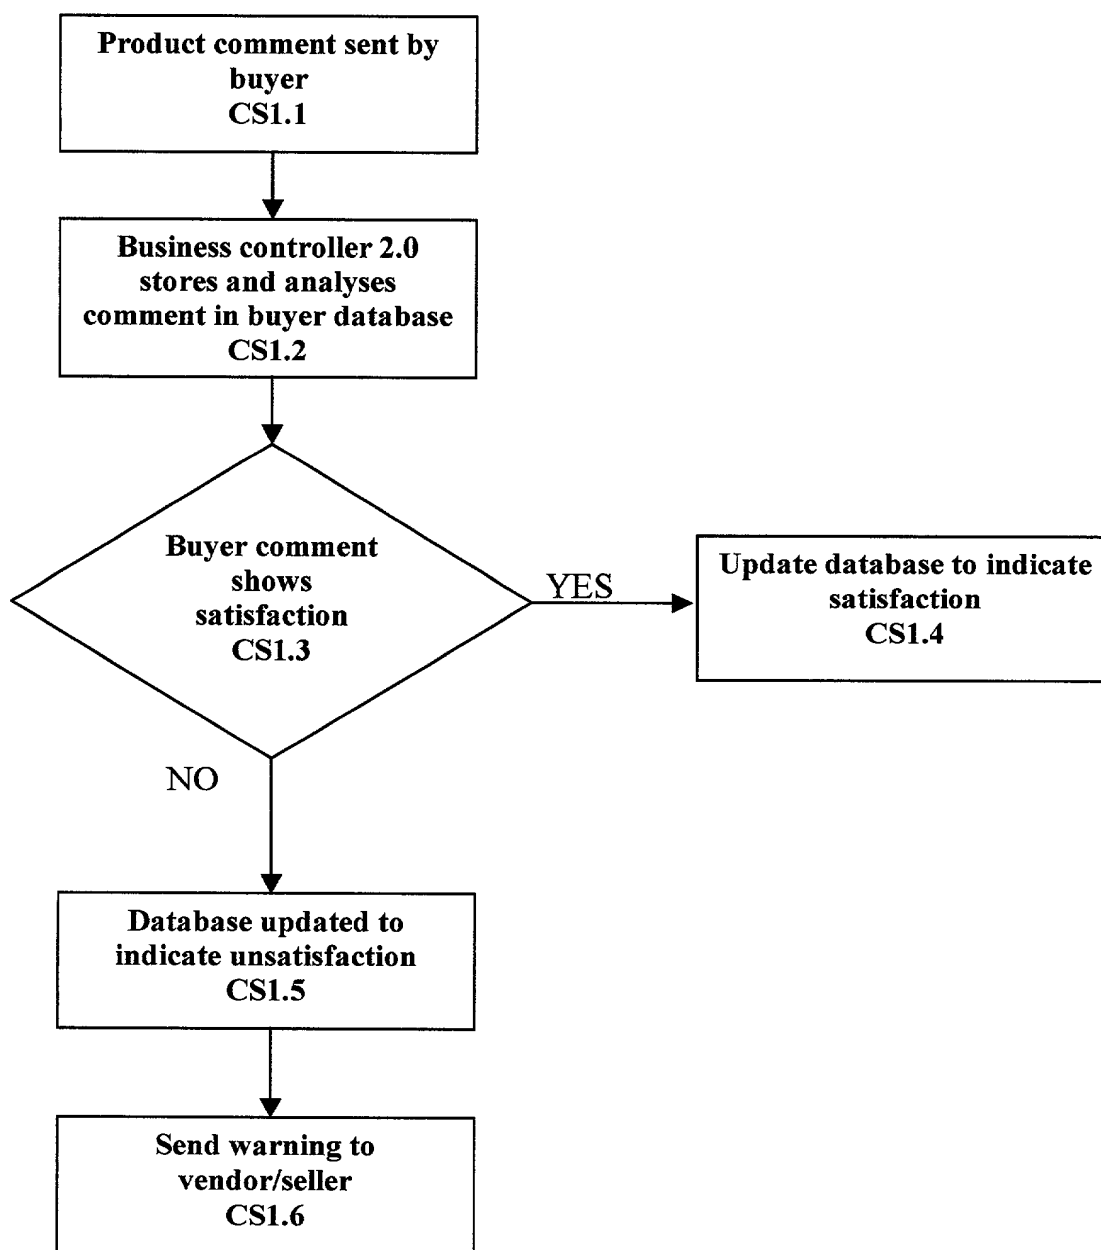 Product comment sent by
buyer
CS1.1
Business controller 2.0
stores and analyses
comment in buyer database
CS1.2
Buyer comment
shows
satisfaction
CS1.3
YES
Update database to indicate
satisfaction
CS1.4
NO
Database updated to
indicate unsatisfaction
CS1.5
Send warning to
vendor/seller
CS1.6